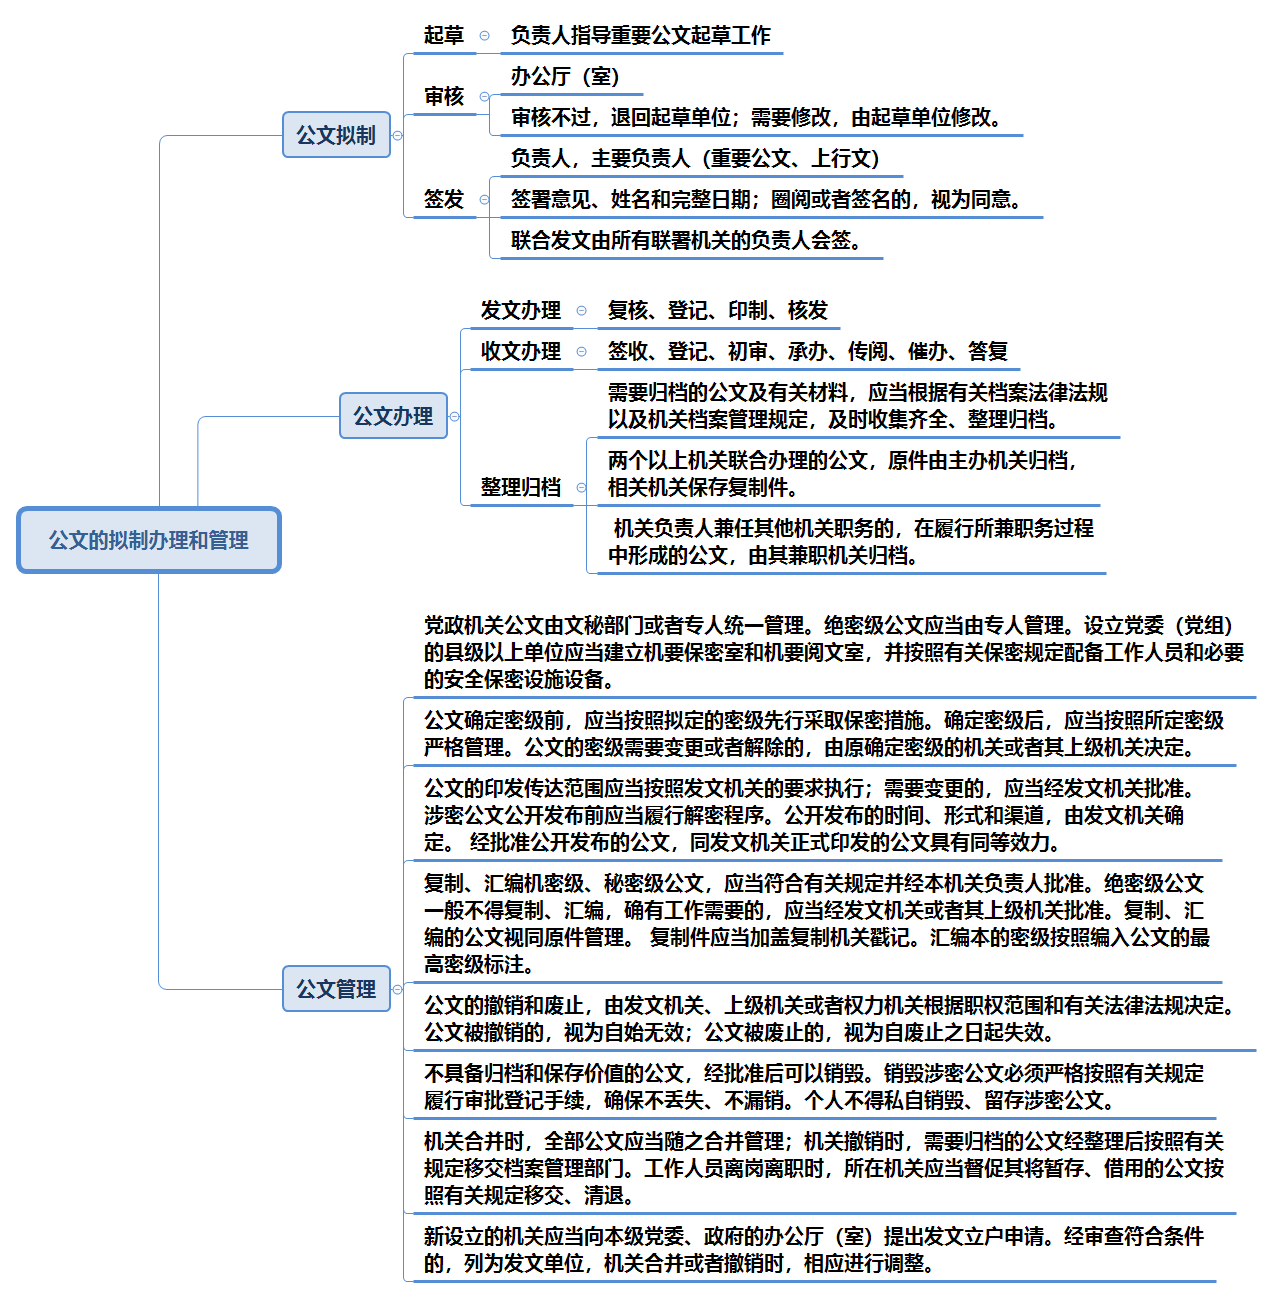 公文的拟制办理和管理
公文拟制
起草
负责人指导重要公文起草工作
审核
办公厅（室）
审核不过，退回起草单位；需要修改，由起草单位修改。
签发
负责人，主要负责人（重要公文、上行文）
签署意见、姓名和完整日期；圈阅或者签名的，视为同意。
联合发文由所有联署机关的负责人会签。
公文办理
发文办理
复核、登记、印制、核发
收文办理
签收、登记、初审、承办、传阅、催办、答复
整理归档
需要归档的公文及有关材料，应当根据有关档案法律法规
以及机关档案管理规定，及时收集齐全、整理归档。
两个以上机关联合办理的公文，原件由主办机关归档，
相关机关保存复制件。
机关负责人兼任其他机关职务的，在履行所兼职务过程
中形成的公文，由其兼职机关归档。
公文管理
党政机关公文由文秘部门或者专人统一管理。绝密级公文应当由专人管理。设立党委（党组）
的县级以上单位应当建立机要保密室和机要阅文室，并按照有关保密规定配备工作人员和必要
的安全保密设施设备。
公文确定密级前，应当按照拟定的密级先行采取保密措施。确定密级后，应当按照所定密级
严格管理。公文的密级需要变更或者解除的，由原确定密级的机关或者其上级机关决定。
公文的印发传达范围应当按照发文机关的要求执行；需要变更的，应当经发文机关批准。
涉密公文公开发布前应当履行解密程序。公开发布的时间、形式和渠道，由发文机关确
定。 经批准公开发布的公文，同发文机关正式印发的公文具有同等效力。
复制、汇编机密级、秘密级公文，应当符合有关规定并经本机关负责人批准。绝密级公文
一般不得复制、汇编，确有工作需要的，应当经发文机关或者其上级机关批准。复制、汇
编的公文视同原件管理。 复制件应当加盖复制机关戳记。汇编本的密级按照编入公文的最
高密级标注。
公文的撤销和废止，由发文机关、上级机关或者权力机关根据职权范围和有关法律法规决定。
公文被撤销的，视为自始无效；公文被废止的，视为自废止之日起失效。
不具备归档和保存价值的公文，经批准后可以销毁。销毁涉密公文必须严格按照有关规定
履行审批登记手续，确保不丢失、不漏销。个人不得私自销毁、留存涉密公文。
机关合并时，全部公文应当随之合并管理；机关撤销时，需要归档的公文经整理后按照有关
规定移交档案管理部门。工作人员离岗离职时，所在机关应当督促其将暂存、借用的公文按
照有关规定移交、清退。
新设立的机关应当向本级党委、政府的办公厅（室）提出发文立户申请。经审查符合条件
的，列为发文单位，机关合并或者撤销时，相应进行调整。